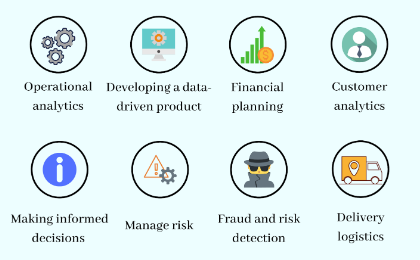 Operational
analytics
Developing a data-
driven product
Financial
planning
Customer
analytics
Making informed
decisions
Manage risk
Fraud and risk
detection
Delivery
logistics